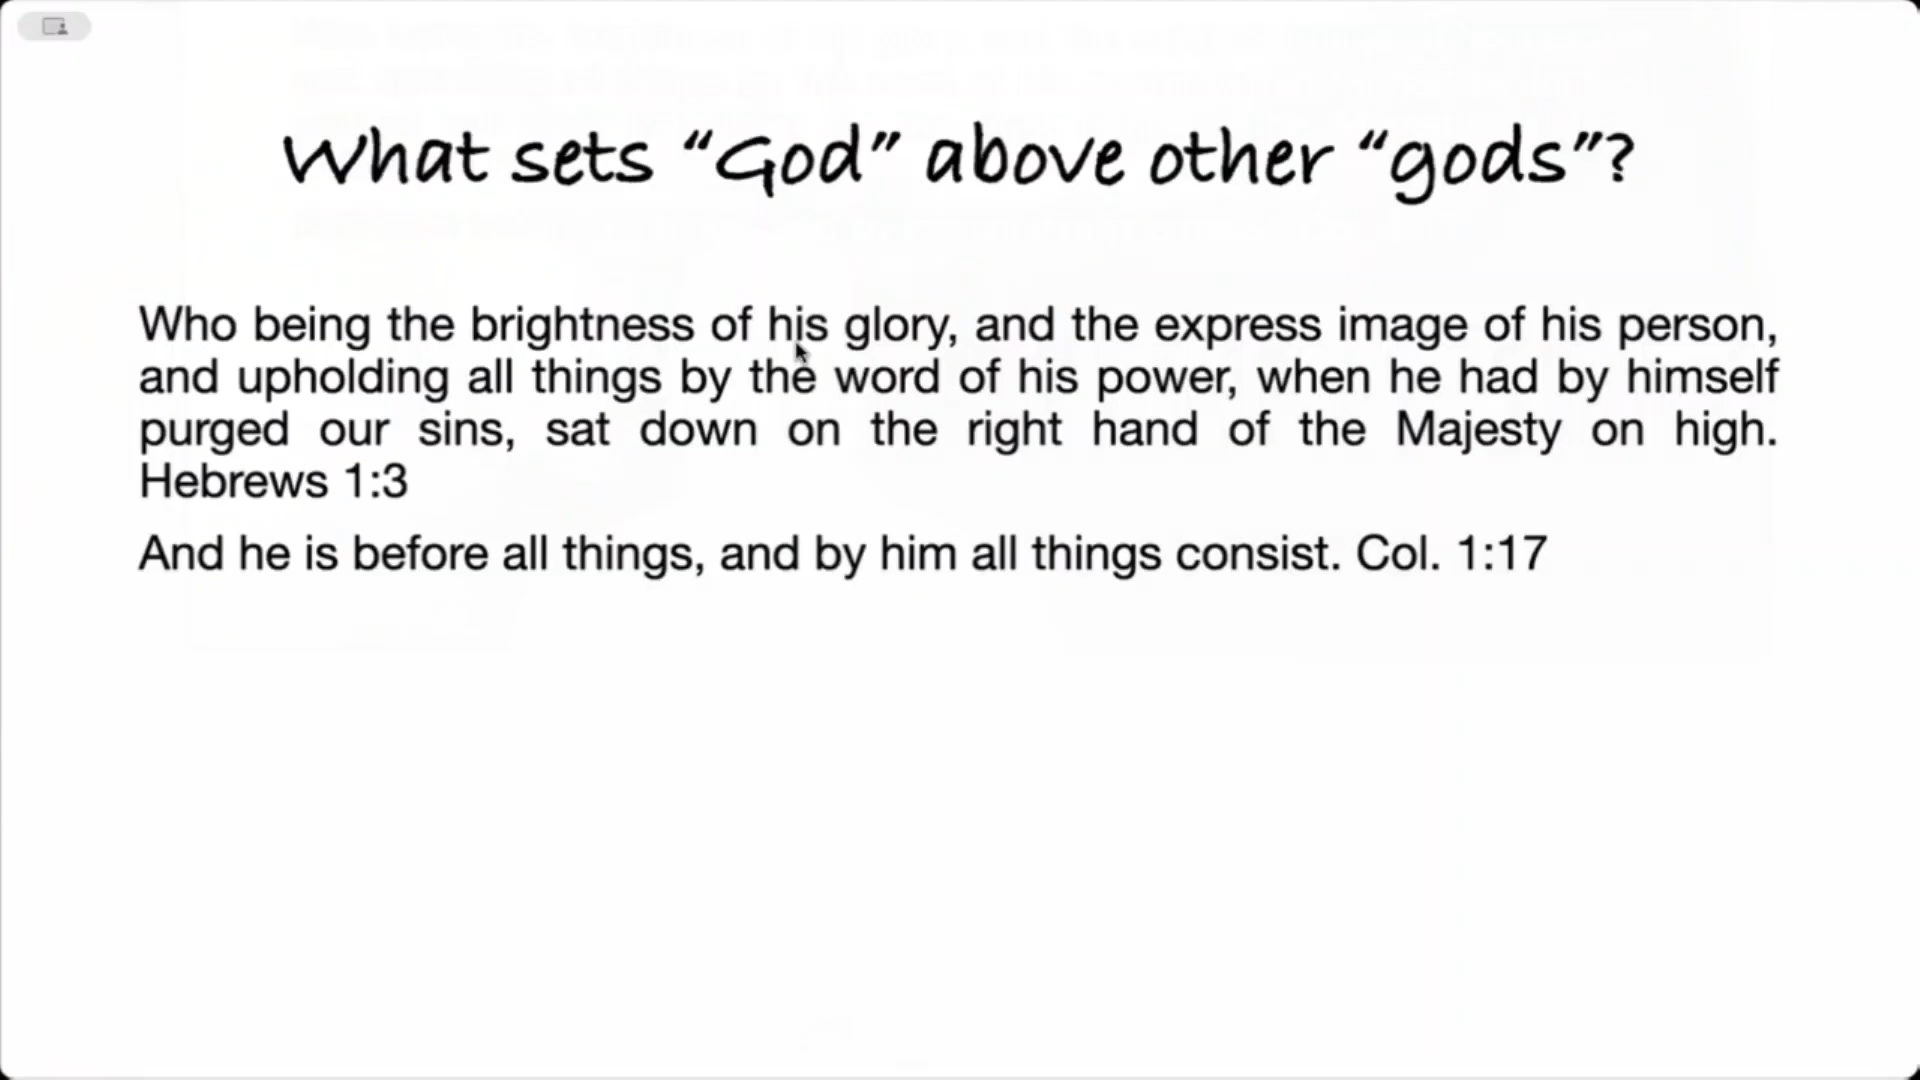 What sets “God” above other “gods”?
Who being the brightness of his glory, and the express image of his person,
and upholding all things by the word of his power, when he had by himself
purged our sins, sat down on the right hand of the Majesty on high.
Hebrews 1:3
And he is before all things, and by him all things consist. Col. 1:17